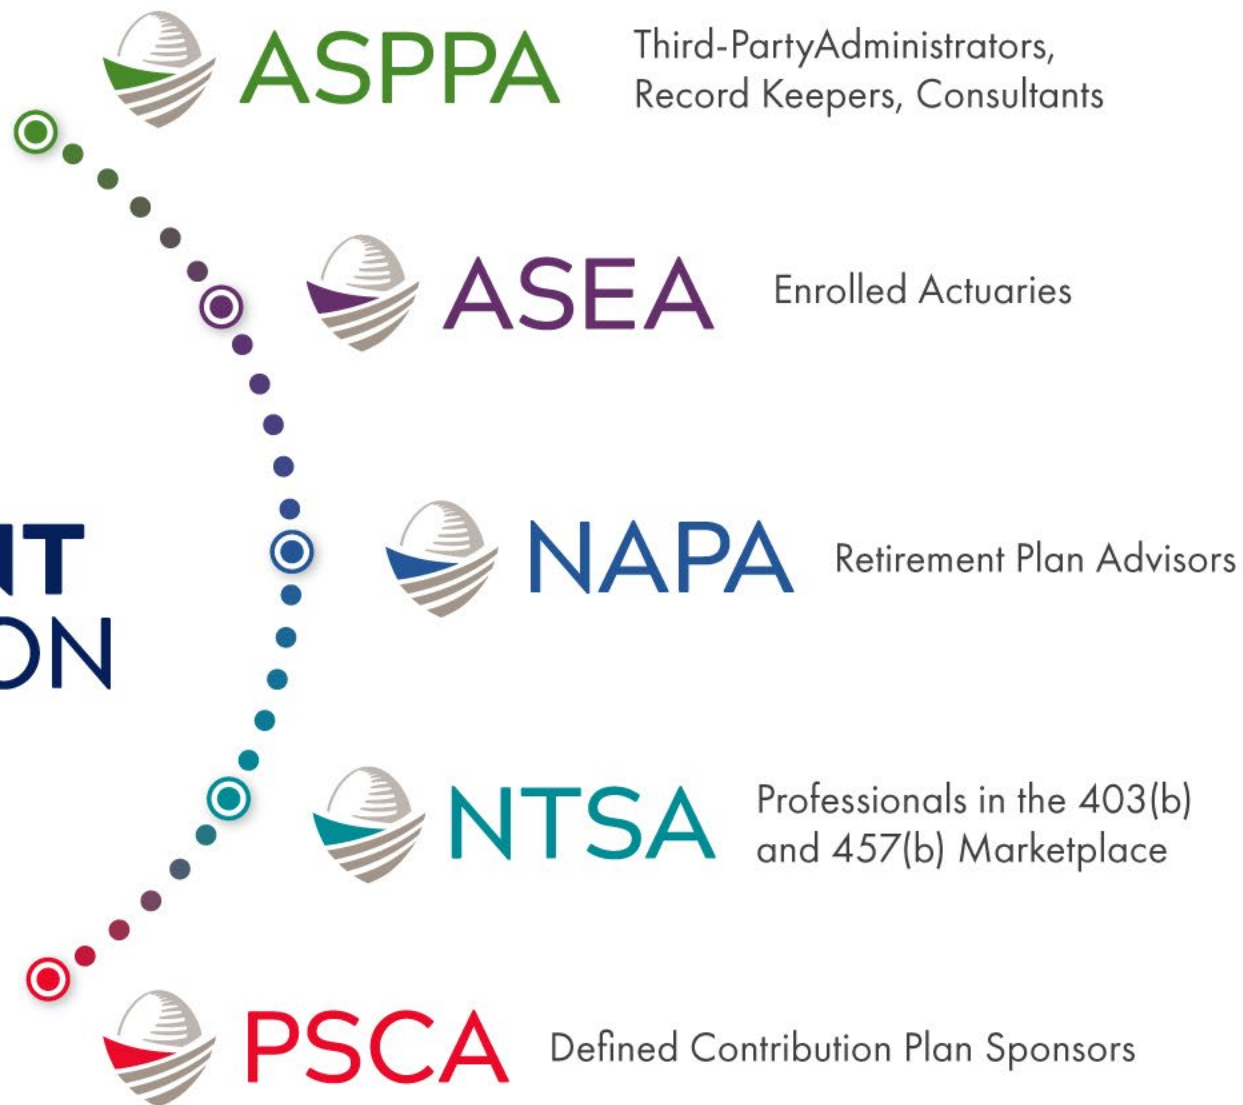 ASPPA
Third-PartyAdministrators,
Record Keepers, Consultants
ASEA
Enrolled Actuaries
NT
ON
NAPA
Retirement Plan Advisors
NTSA
Professionals in the 403(b)
and 457(b) Marketplace
PSCA
Defined Contribution Plan Sponsors